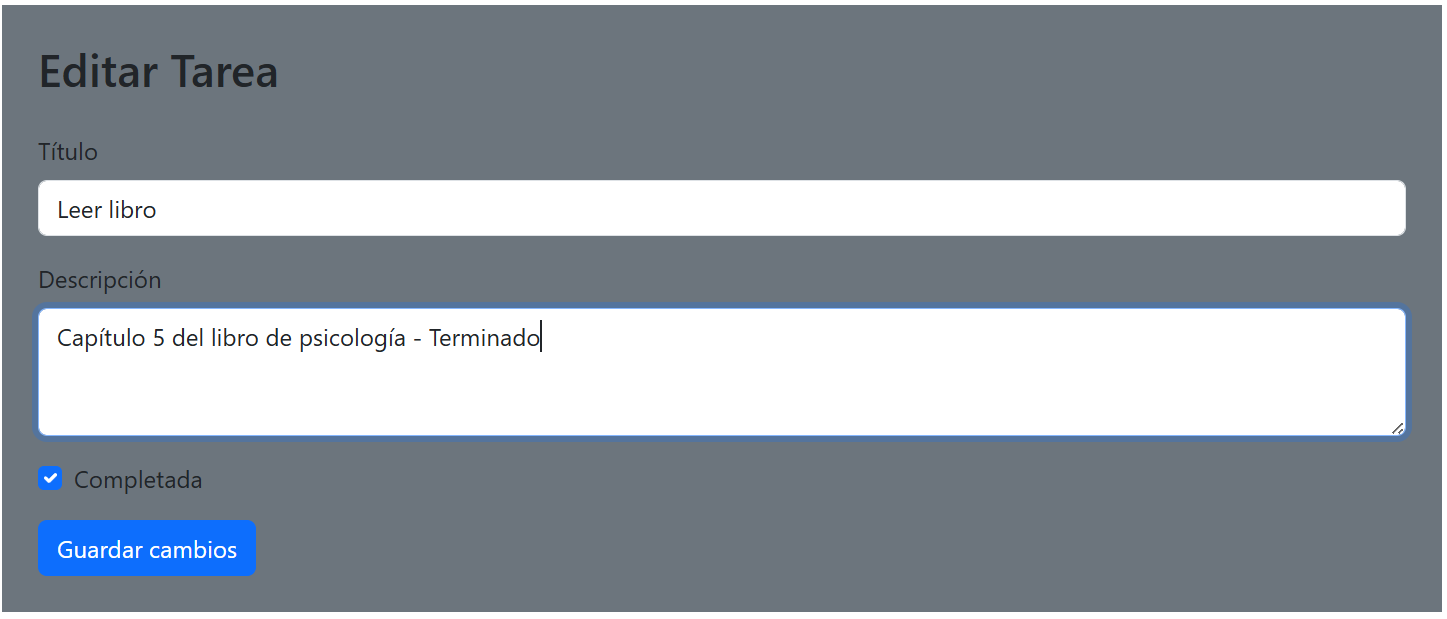 Editar Tarea
Título
Leer libro
Descripción
Capítulo 5 del libro de psicología - Terminado
Completada
Guardar cambios